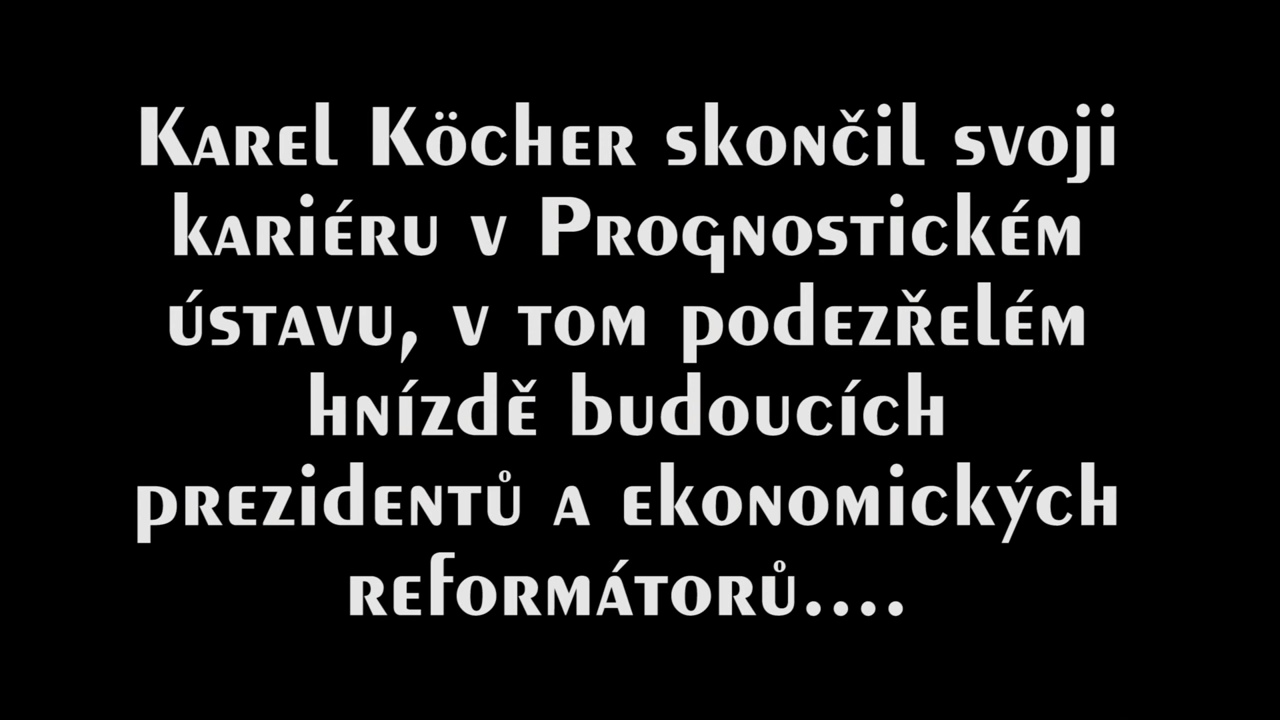 Karel Köcher skončil svoji
kariéru v Prognostickém
ústavu, v tom podezřelém
hnízdě budoucích
prezidentů a ekonomických
reformátorů....